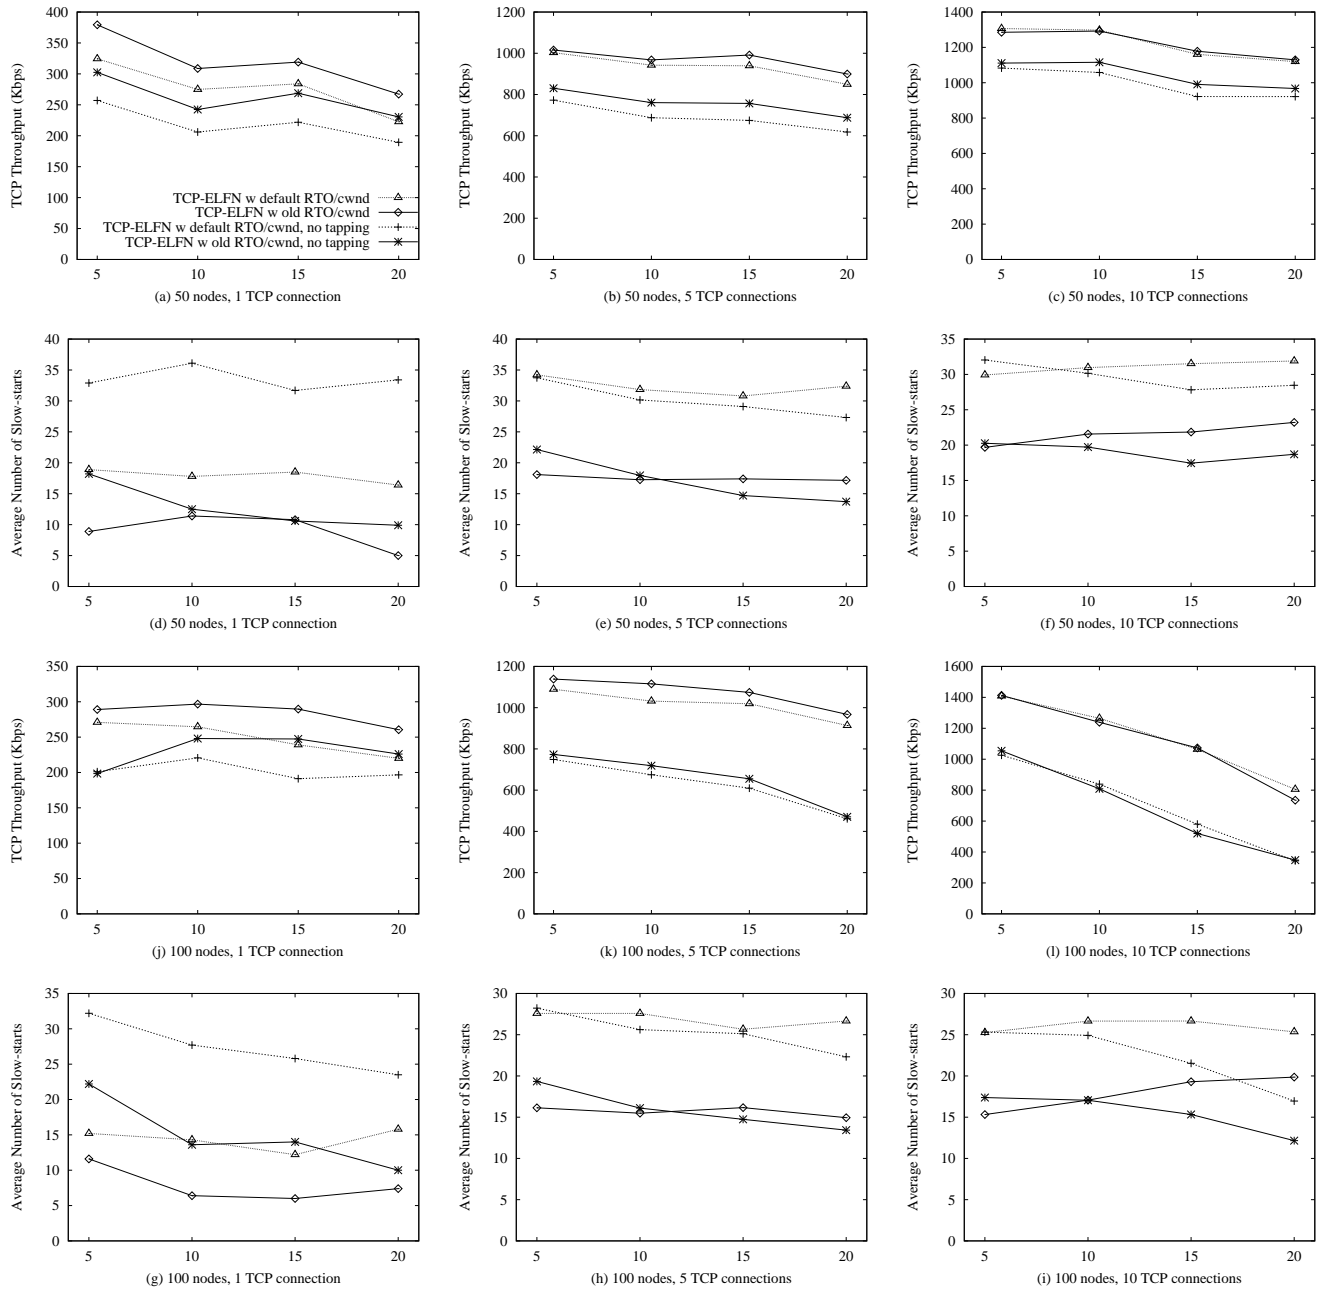 TCP Throughput (Kbps)
400
350
300
250
200
150
100
50
0
TCP-ELFN w default RTO/cwnd
TCP-ELFN w old RTO/cwnd
TCP-ELFN w default RTO/cwnd, no tapping
TCP-ELFN w old RTO/cwnd, no tapping
5 10 15 20
(a) 50 nodes, 1 TCP connection
TCP Throughput (Kbps)
1200
1000
800
600
400
200
0
5 10 15 20
(b) 50 nodes, 5 TCP connections
TCP Throughput (Kbps)
1400
1200
1000
800
600
400
200
0
5 10 15 20
(c) 50 nodes, 10 TCP connections
Average Number of Slow-starts
40
35
30
25
20
15
10
5
0
5 10 15 20
(d) 50 nodes, 1 TCP connection
Average Number of Slow-starts
40
35
30
25
20
15
10
5
0
5 10 15 20
(e) 50 nodes, 5 TCP connections
Average Number of Slow-starts
35
30
25
20
15
10
5
0
5 10 15 20
(f) 50 nodes, 10 TCP connections
TCP Throughput (Kbps)
350
300
250
200
150
100
50
0
5 10 15 20
(j) 100 nodes, 1 TCP connection
TCP Throughput (Kbps)
1200
1000
800
600
400
200
0
5 10 15 20
(k) 100 nodes, 5 TCP connections
TCP Throughput (Kbps)
1600
1400
1200
1000
800
600
400
200
0
5 10 15 20
(l) 100 nodes, 10 TCP connections
Average Number of Slow-starts
35
30
25
20
15
10
5
0
5 10 15 20
(g) 100 nodes, 1 TCP connection
Average Number of Slow-starts
30
25
20
15
10
5
0
5 10 15 20
(h) 100 nodes, 5 TCP connections
Average Number of Slow-starts
30
25
20
15
10
5
0
5 10 15 20
(i) 100 nodes, 10 TCP connections